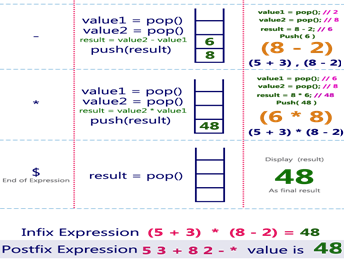 -
value1 = pop()
value2 = pop()
result = value2 - value1
push(result)
6
8
value1 = pop(); // 2
value2 = pop(); // 8
result = 8 - 2; // 6
Push( 6 )
(8 - 2)
(5 + 3) , (8 - 2)
*
value1 = pop()
value2 = pop()
result = value2 * value1
push(result)
48
value1 = pop(); // 6
value2 = pop(); // 8
result = 8 * 6; // 48
Push( 48 )
(6 * 8)
(5 + 3) * (8 - 2)
$
End of Expression
result = pop()
Display (result)
48
As final result
Infix Expression (5 + 3) * (8 - 2) = 48
Postfix Expression 5 3 + 8 2 - * value is 48